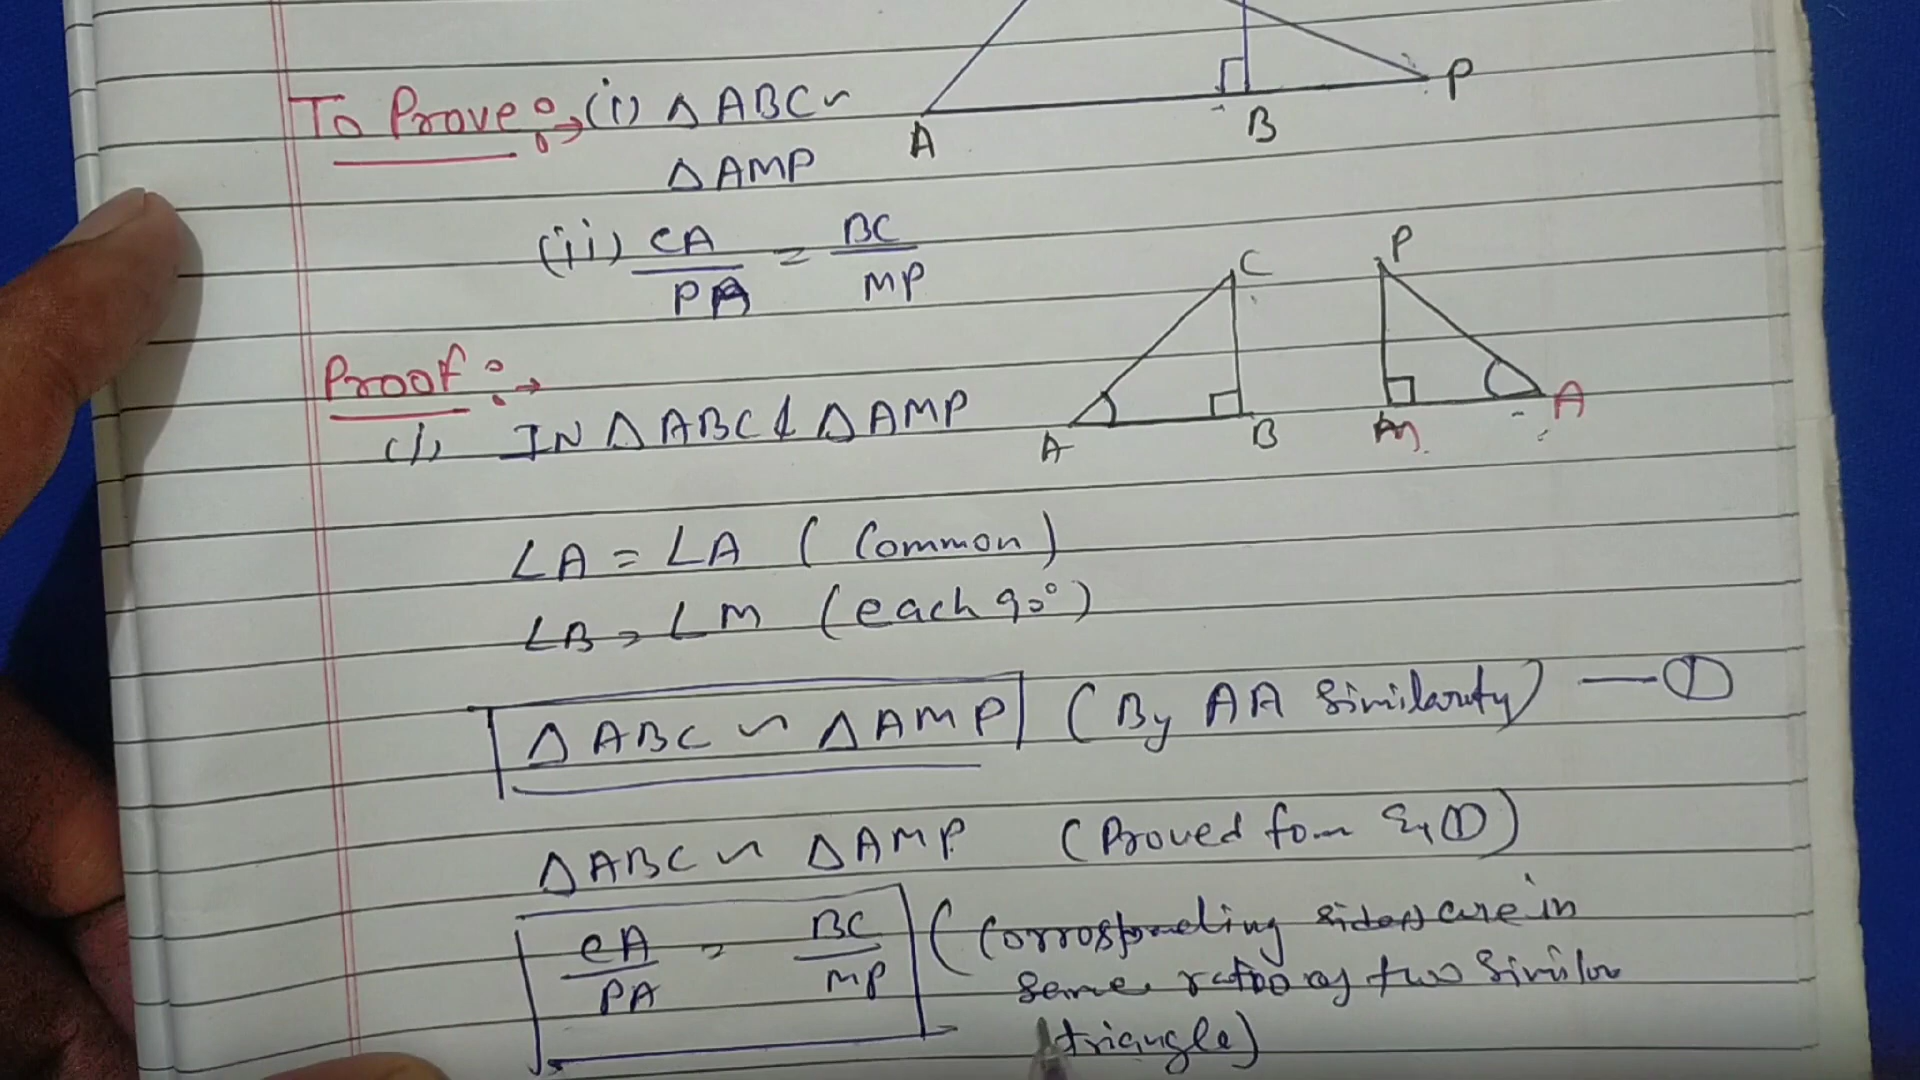 To Prove :→ (i) △ABC ~
△AMP
A
B
P
(ii) CA/PA = BC/MP
C
P
A
B
M
A
Proof :→
(i) IN △ABC & △AMP
∠A = ∠A (Common)
∠B = ∠M (each 90°)
△ABC ~ △AMP (By AA Similarity) — ①
△ABC ~ △AMP (Proved from Eq ①)
CA/PA = BC/MP (Corrosponding sides are in
same ratio of two similar
triangle)